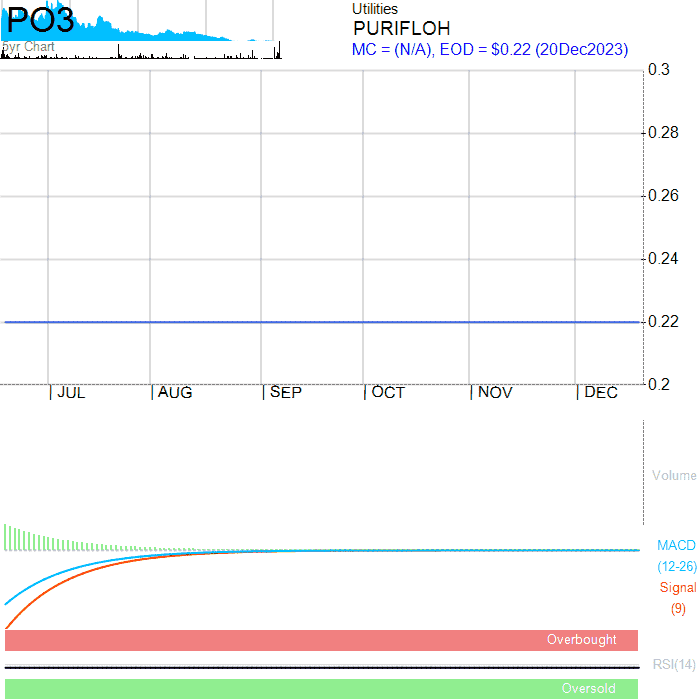 PO3
5yr Chart
Utilities
PURIFLOH
MC = (N/A), EOD = $0.22 (20Dec2023)
0.3
0.28
0.26
0.24
0.22
0.2
JUL AUG SEP OCT NOV DEC
Volume
MACD
(12-26)
Signal
(9)
Overbought
RSI(14)
Oversold